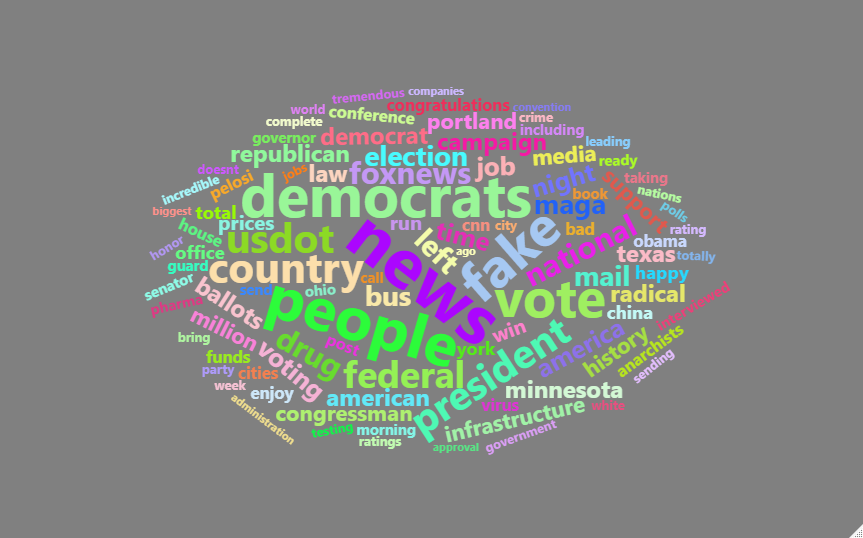 tremendous
companies
world
congratulations
convention
complete
conference
portland
crime
governor
democrat
campaign
including
leading
republican
election
media
ready
doesnt
pelosi
jobs
law
foxnews
job
night
support
taking
incredible
book
nations
biggest
total
democrats
maga
polls
house
prices
run
cnn
city
bad
rating
honor
office
usdot
time
fake
national
obama
totally
left
ago
texas
guard
country
news
call
mail
happy
senator
send
ohio
bus
vote
radical
interviewed
pharma
ballots
people
china
bring
million
drug
post
york
win
america
history
anarchists
funds
voting
president
sending
party
cities
federal
week
enjoy
american
minnesota
administration
congressman
virus
white
testing
morning
infrastructure
ratings
approval
government